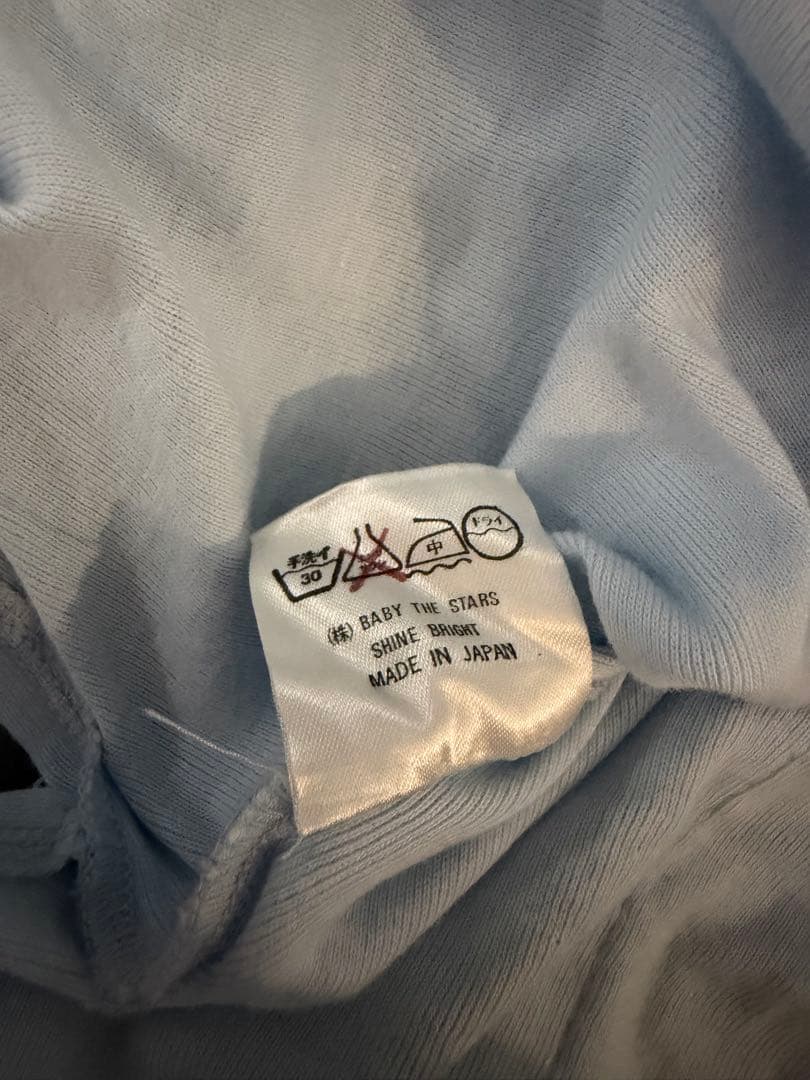 手洗イ 中 ドライ
30
(株) BABY THE STARS
SHINE BRIGHT
MADE IN JAPAN